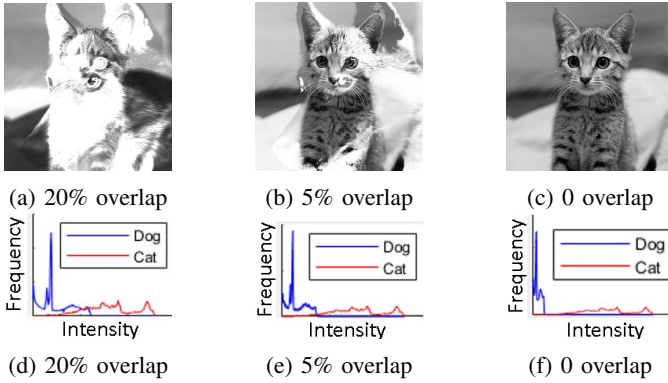 (a) 20% overlap (b) 5% overlap (c) 0 overlap
Frequency Dog Cat Intensity
Frequency Dog Cat Intensity
Frequency Dog Cat Intensity
(d) 20% overlap (e) 5% overlap (f) 0 overlap